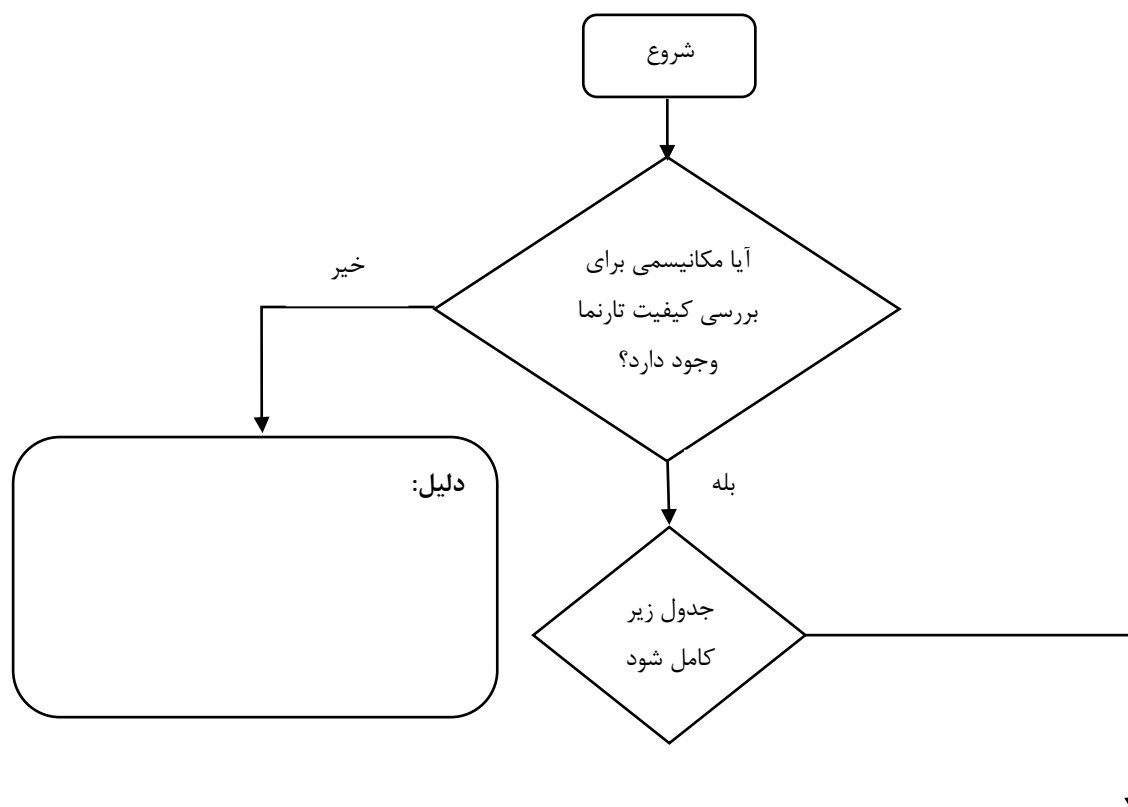 شروع
آیا مکانیسمی برای
بررسی کیفیت تارنما
وجود دارد؟
خیر
بله
دلیل:
جدول زیر
کامل شود